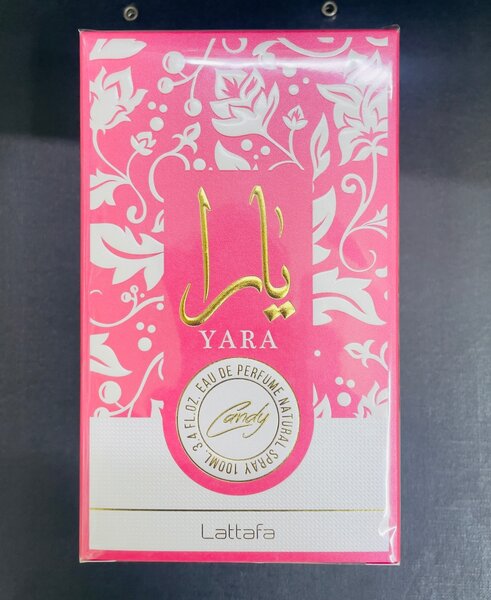 يارا
YARA
100ML. 3.4 FL.OZ. EAU DE PERFUME NATURAL SPRAY
Candy
Lattafa